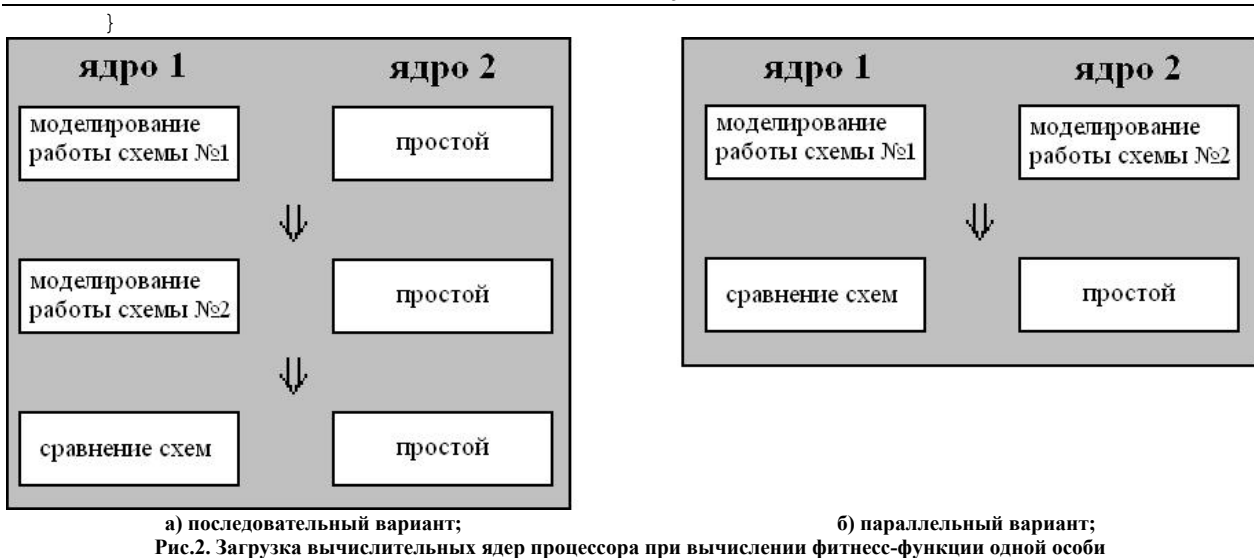 }
ядро 1 ядро 2
моделирование
работы схемы №1
простой
⇓
моделирование
работы схемы №2
простой
⇓
сравнение схем
простой
ядро 1 ядро 2
моделирование
работы схемы №1
моделирование
работы схемы №2
⇓
сравнение схем
простой
а) последовательный вариант;
б) параллельный вариант;
Рис.2. Загрузка вычислительных ядер процессора при вычислении фитнесс-функции одной особи